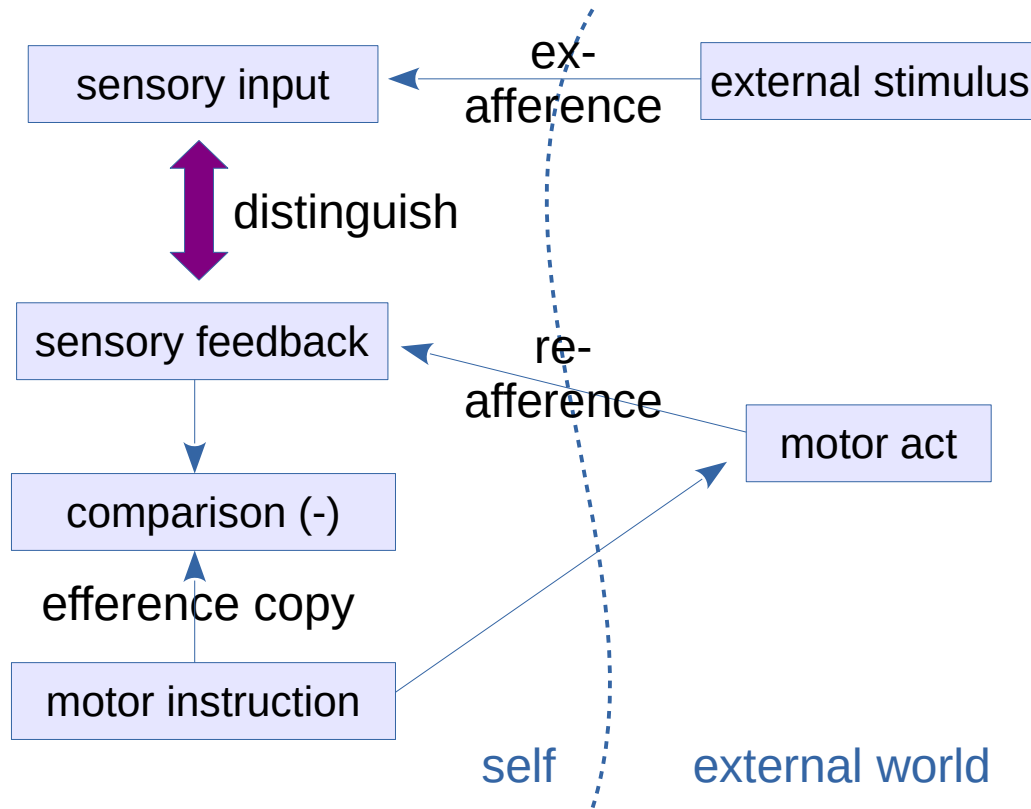 sensory input
ex-
afference
external stimulus
distinguish
sensory feedback
re-
afference
motor act
comparison (-)
efference copy
motor instruction
self
external world